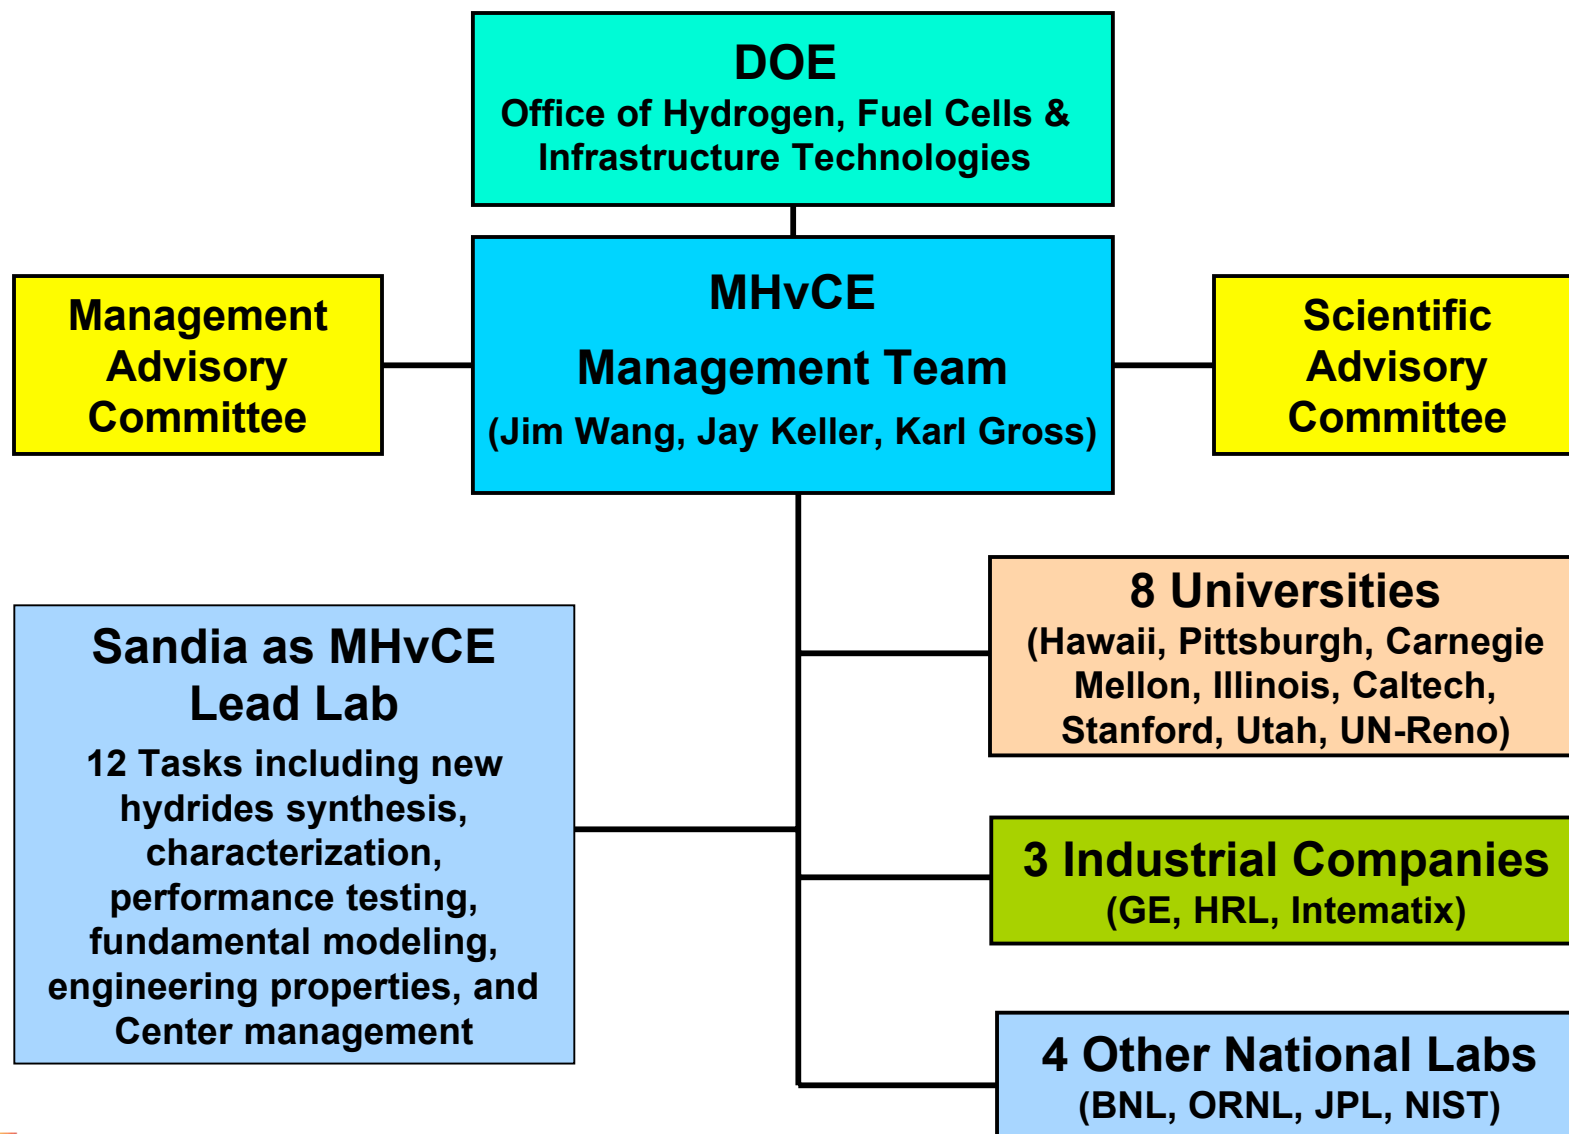 DOE
Office of Hydrogen, Fuel Cells &
Infrastructure Technologies
MHvCE
Management Team
(Jim Wang, Jay Keller, Karl Gross)
Management
Advisory
Committee
Scientific
Advisory
Committee
Sandia as MHvCE
Lead Lab
12 Tasks including new
hydrides synthesis,
characterization,
performance testing,
fundamental modeling,
engineering properties, and
Center management
8 Universities
(Hawaii, Pittsburgh, Carnegie
Mellon, Illinois, Caltech,
Stanford, Utah, UN-Reno)
3 Industrial Companies
(GE, HRL, Intematix)
4 Other National Labs
(BNL, ORNL, JPL, NIST)